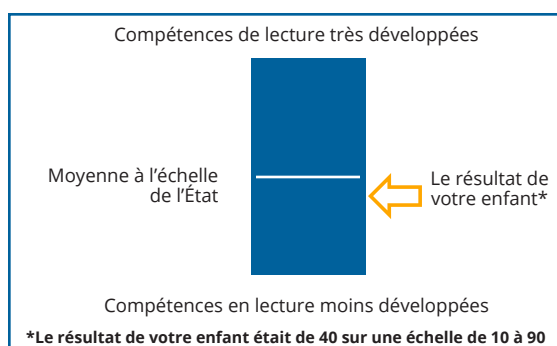 Compétences de lecture très développées
Moyenne à l’échelle
de l’État
Le résultat de
votre enfant*
Compétences en lecture moins développées
*Le résultat de votre enfant était de 40 sur une échelle de 10 à 90